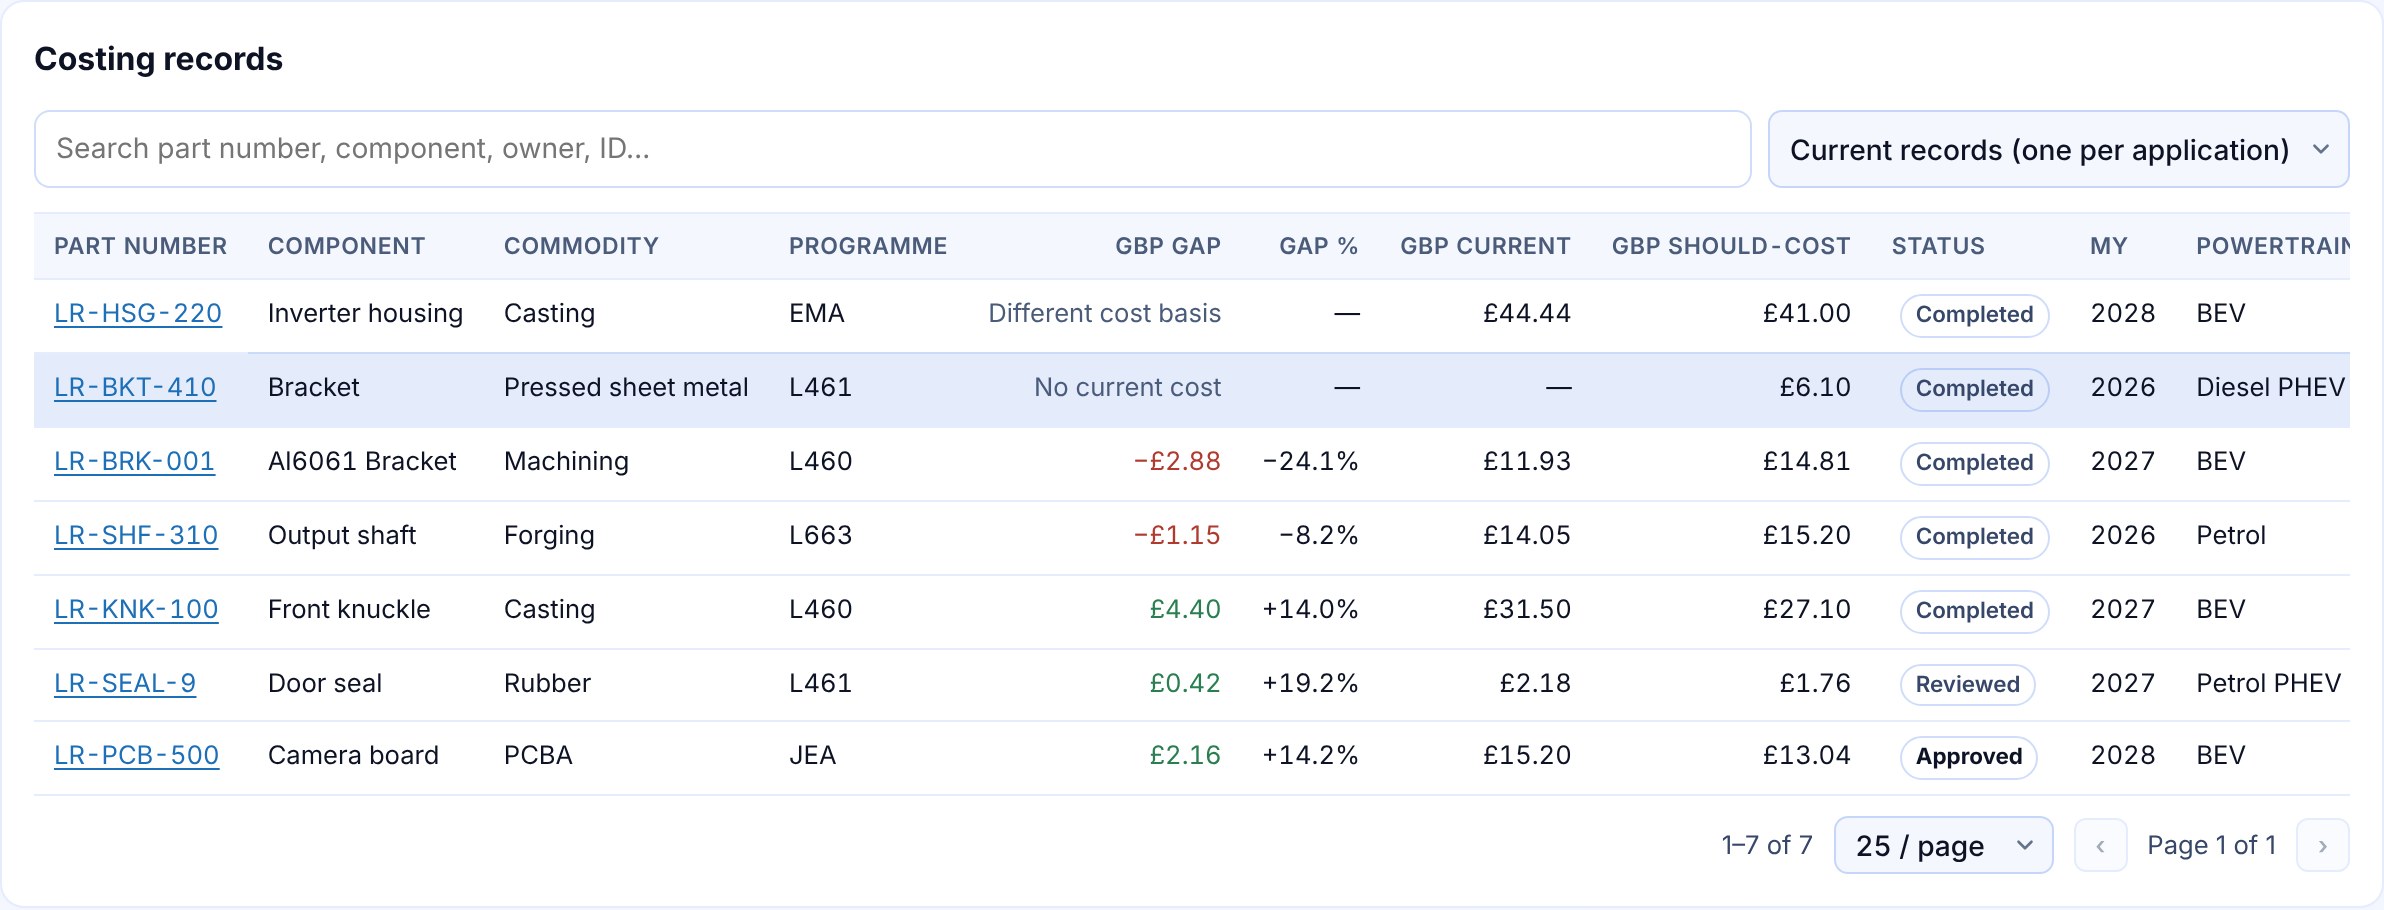 Costing records
Search part number, component, owner, ID...
Current records (one per application)
PART NUMBER COMPONENT COMMODITY PROGRAMME GBP GAP GAP % GBP CURRENT GBP SHOULD-COST STATUS MY POWERTRAIN
LR-HSG-220 Inverter housing Casting EMA Different cost basis — £44.44 £41.00 Completed 2028 BEV
LR-BKT-410 Bracket Pressed sheet metal L461 No current cost — — £6.10 Completed 2026 Diesel PHEV
LR-BRK-001 Al6061 Bracket Machining L460 −£2.88 −24.1% £11.93 £14.81 Completed 2027 BEV
LR-SHF-310 Output shaft Forging L663 −£1.15 −8.2% £14.05 £15.20 Completed 2026 Petrol
LR-KNK-100 Front knuckle Casting L460 £4.40 +14.0% £31.50 £27.10 Completed 2027 BEV
LR-SEAL-9 Door seal Rubber L461 £0.42 +19.2% £2.18 £1.76 Reviewed 2027 Petrol PHEV
LR-PCB-500 Camera board PCBA JEA £2.16 +14.2% £15.20 £13.04 Approved 2028 BEV
1–7 of 7 25 / page ‹ Page 1 of 1 ›